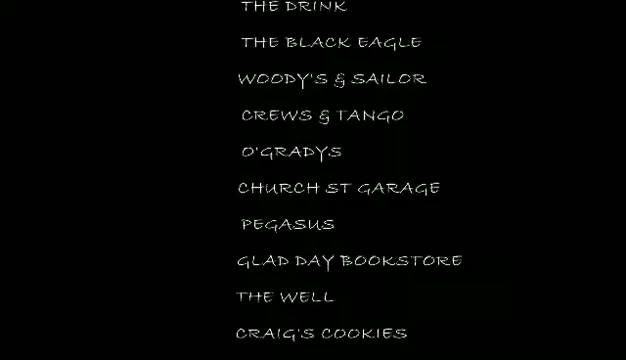 THE DRINK
THE BLACK EAGLE
WOODY'S & SAILOR
CREWS & TANGO
O'GRADYS
CHURCH ST GARAGE
PEGASUS
GLAD DAY BOOKSTORE
THE WELL
CRAIG'S COOKIES